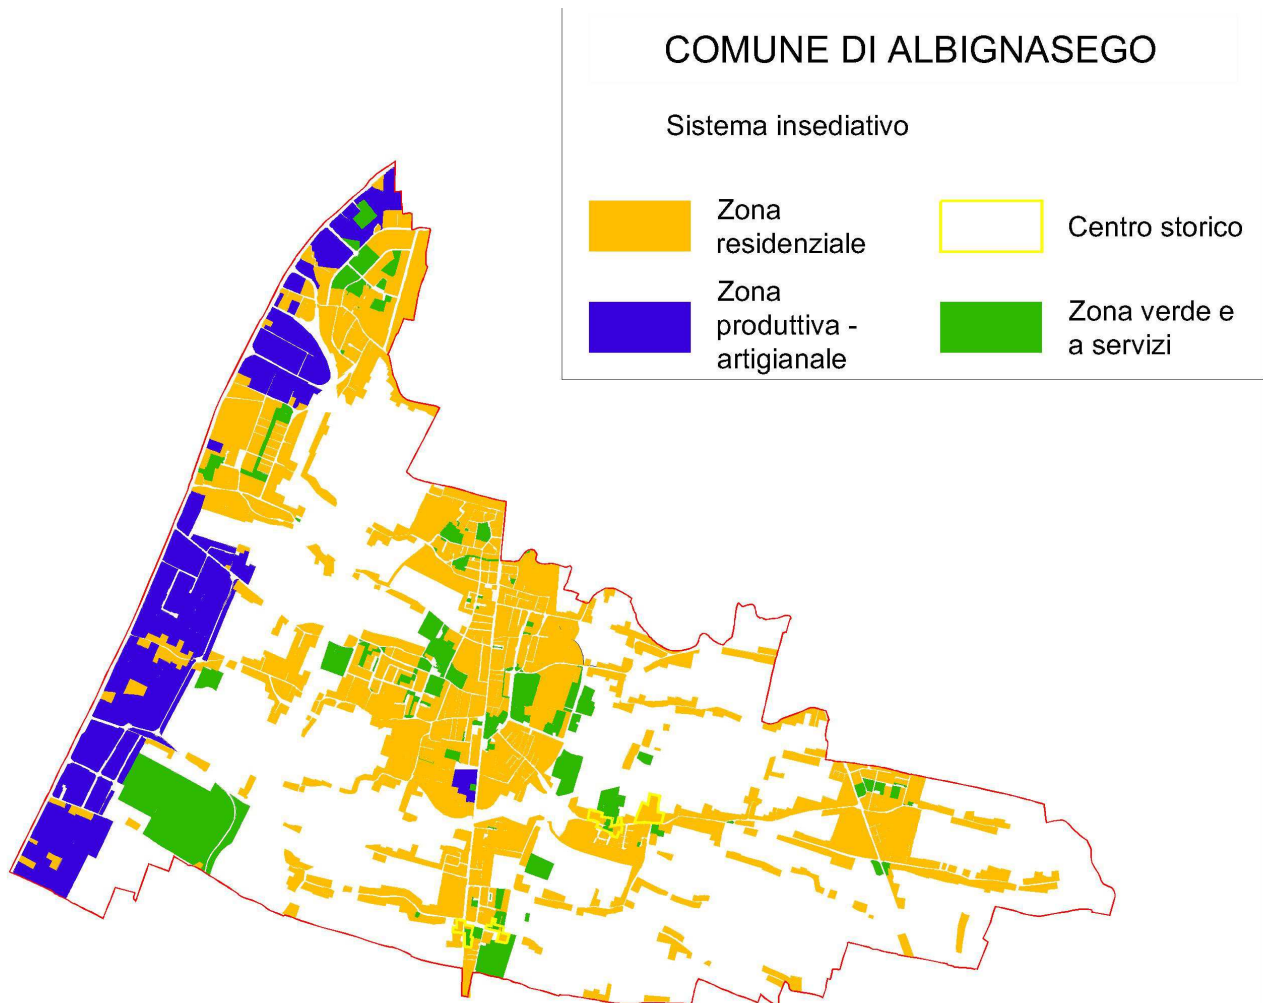 COMUNE DI ALBIGNASEGO
Sistema insediativo
Zona
residenziale
Centro storico
Zona
produttiva -
artigianale
Zona verde e
a servizi